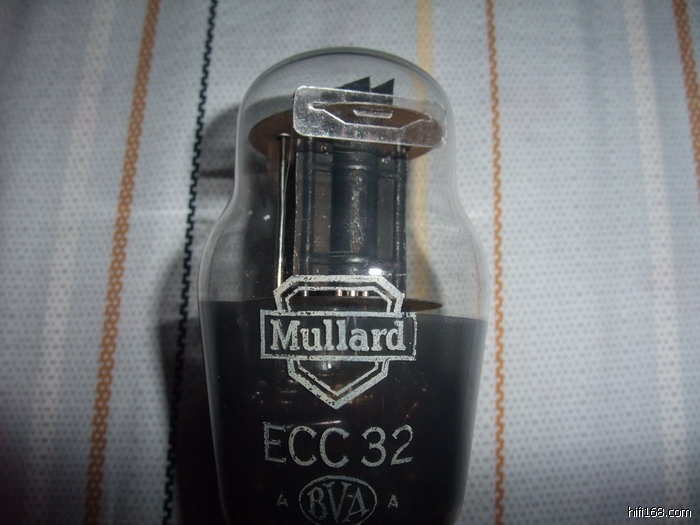 Mullard
ECC 32
A BVA A
hifi168.com